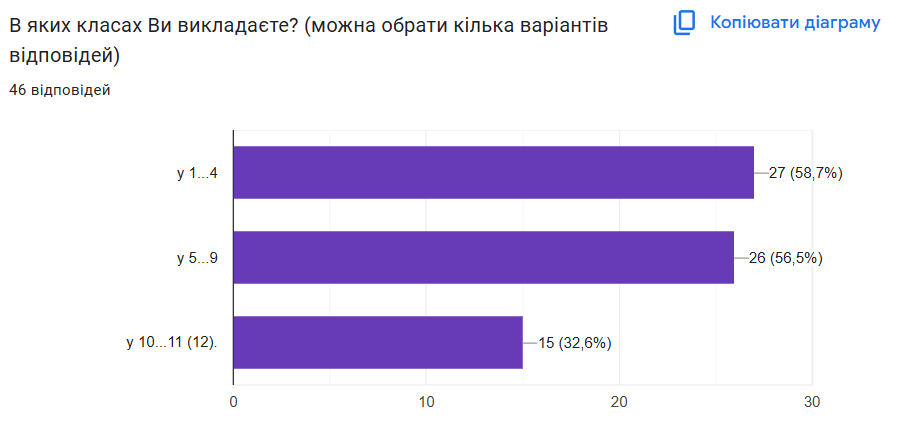 В яких класах Ви викладаєте? (можна обрати кілька варіантів
відповідей)
Копіювати діаграму
46 відповідей
у 1...4
27 (58,7%)
у 5...9
26 (56,5%)
у 10...11 (12).
15 (32,6%)
0
10
20
30